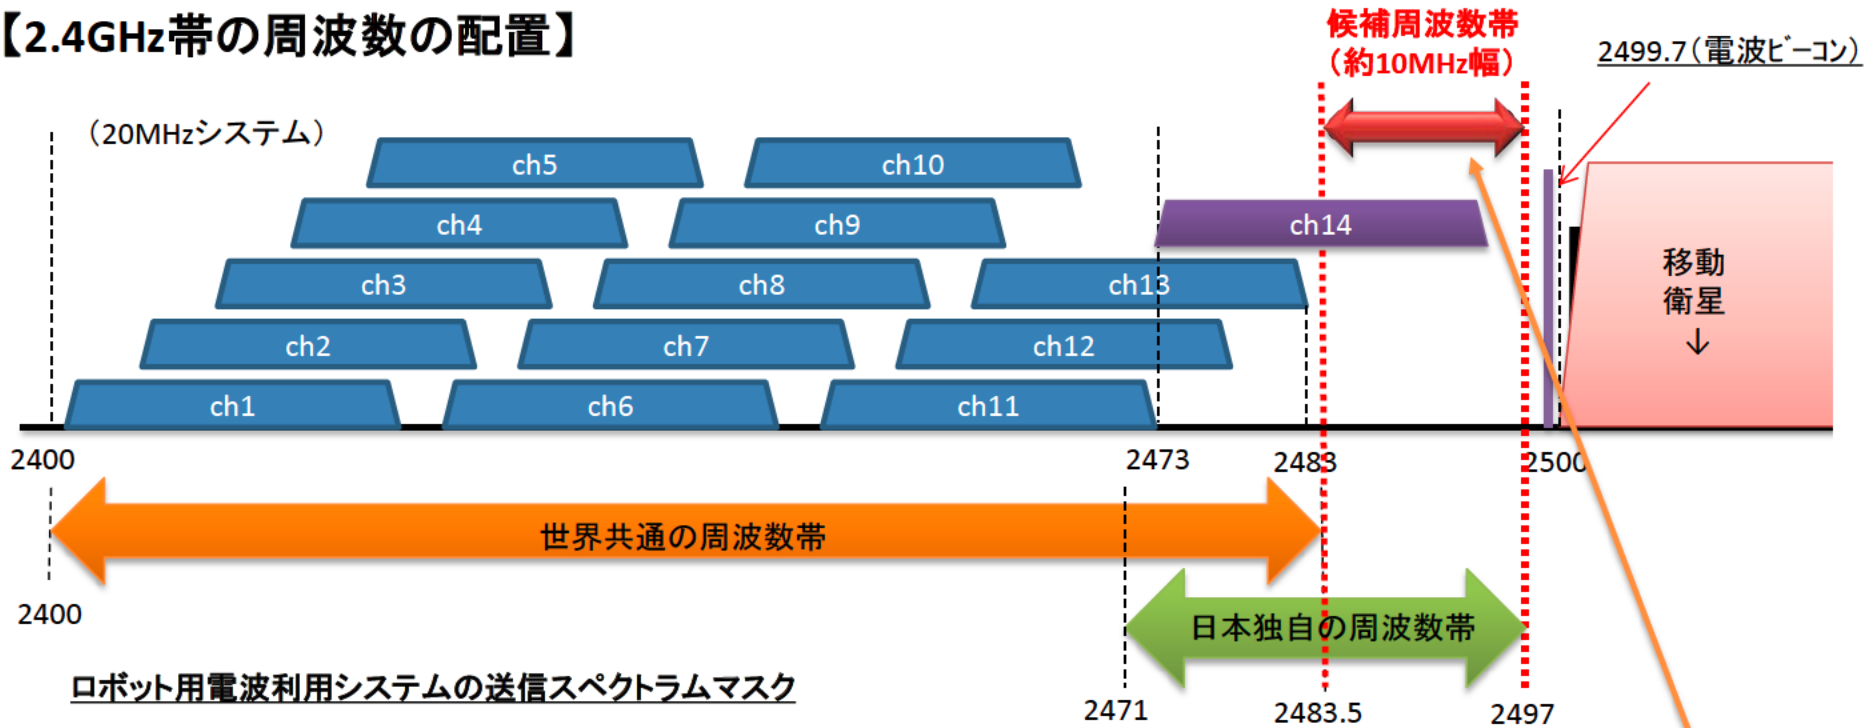 【2.4GHz帯の周波数の配置】
候補周波数帯
（約10MHz幅）
2499.7（電波ﾋﾞｰｺﾝ）
（20MHzシステム）
ch5
ch10
ch4
ch9
ch14
ch3
ch8
ch13
ch2
ch7
ch12
ch1
ch6
ch11
移動
衛星
↓
2400
2473
2483
2500
世界共通の周波数帯
2400
日本独自の周波数帯
ロボット用電波利用システムの送信スペクトラムマスク
2471
2483.5
2497